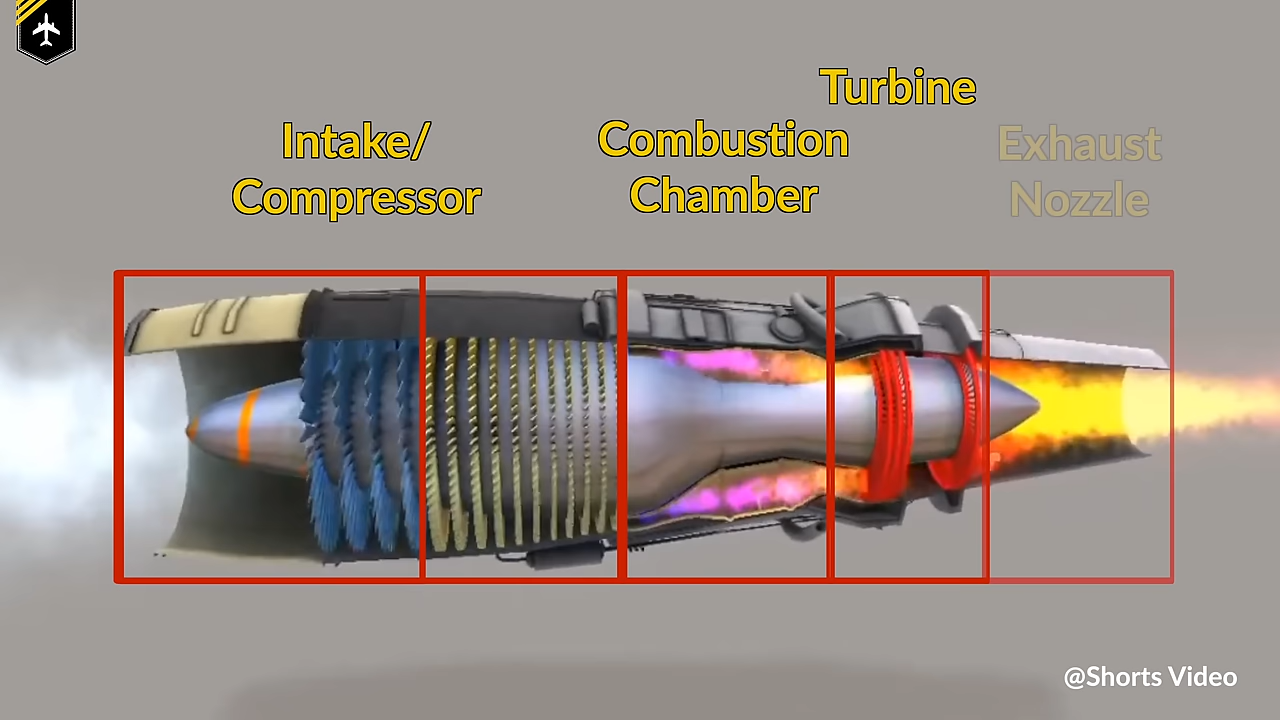 Turbine
Intake/
Compressor
Combustion
Chamber
Exhaust
Nozzle
@Shorts Video